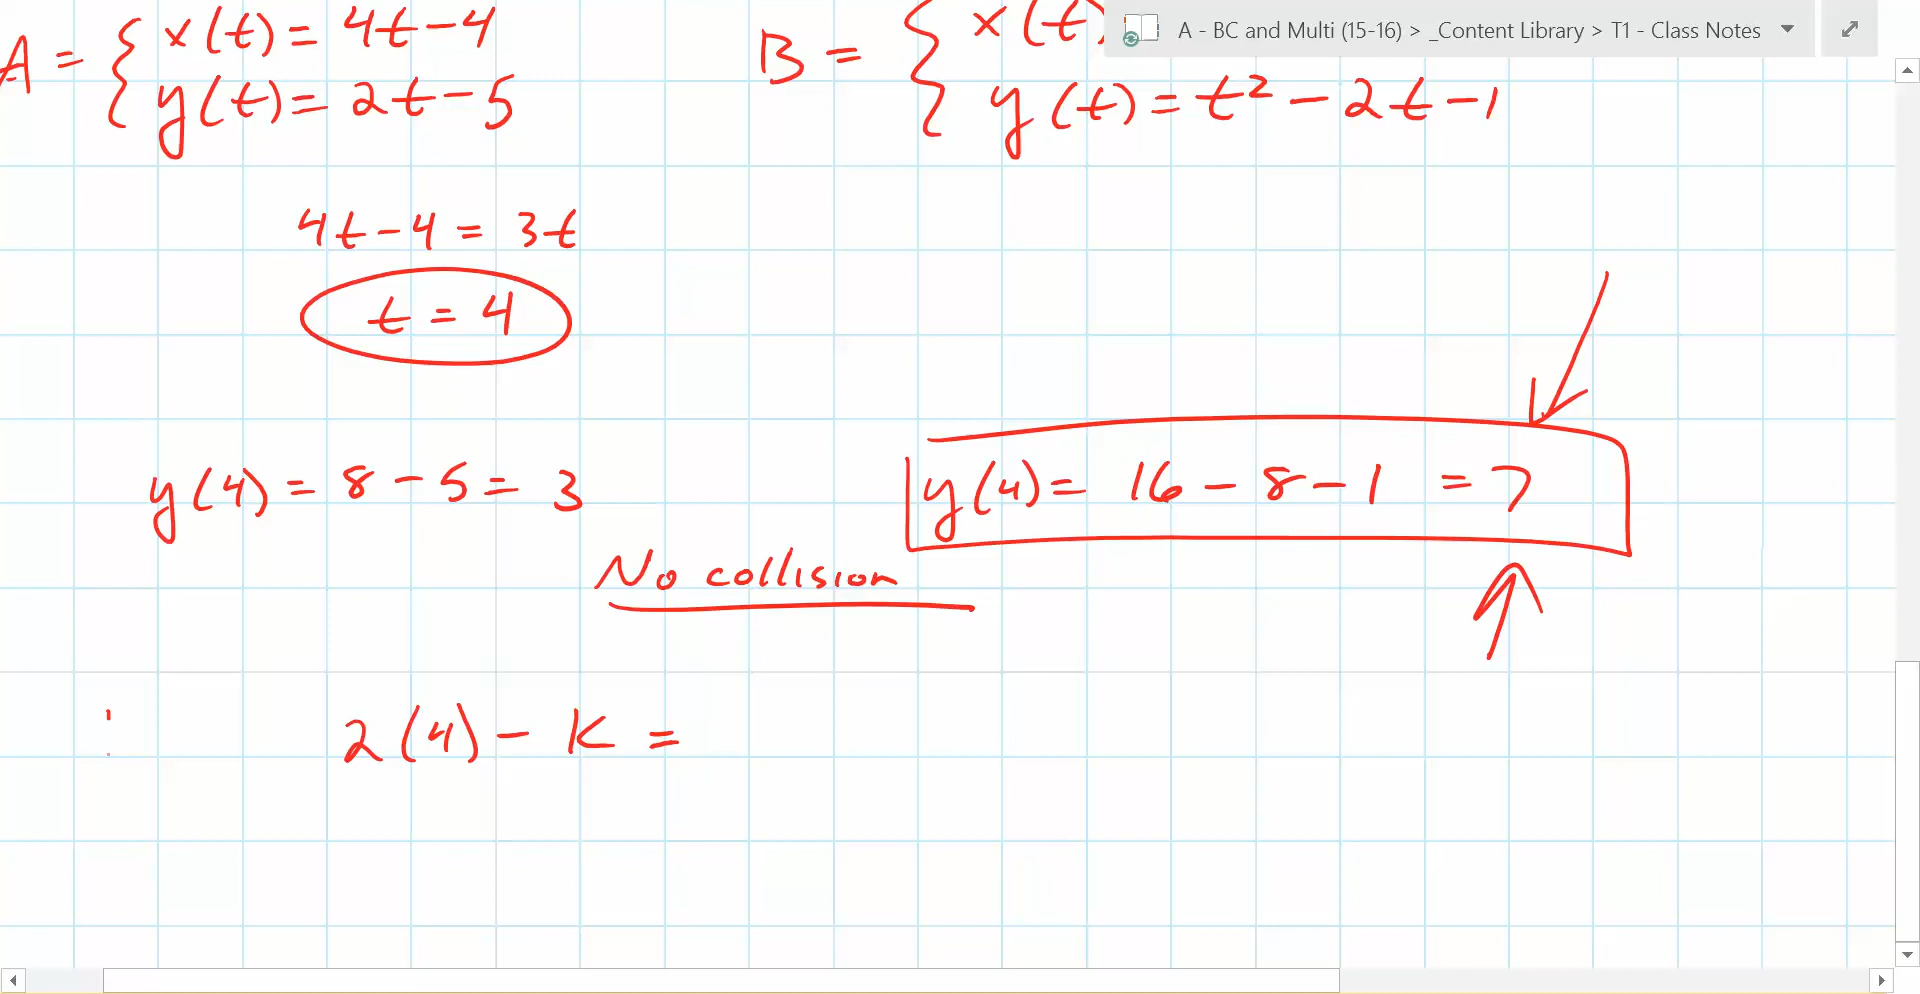 A - BC and Multi (15-16) > _Content Library > T1 - Class Notes
A = { x(t) = 4t - 4
y(t) = 2t - 5
B = { x(t)
y(t) = t² - 2t - 1
4t - 4 = 3t
t = 4
y(4) = 8 - 5 = 3
y(4) = 16 - 8 - 1 = 7
No collision
2(4) - K =